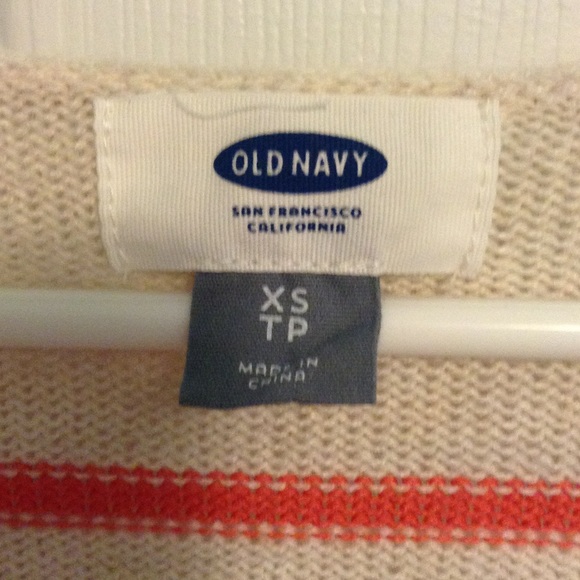 OLD NAVY
SAN FRANCISCO
CALIFORNIA
XS
TP
MADE IN
CHINA